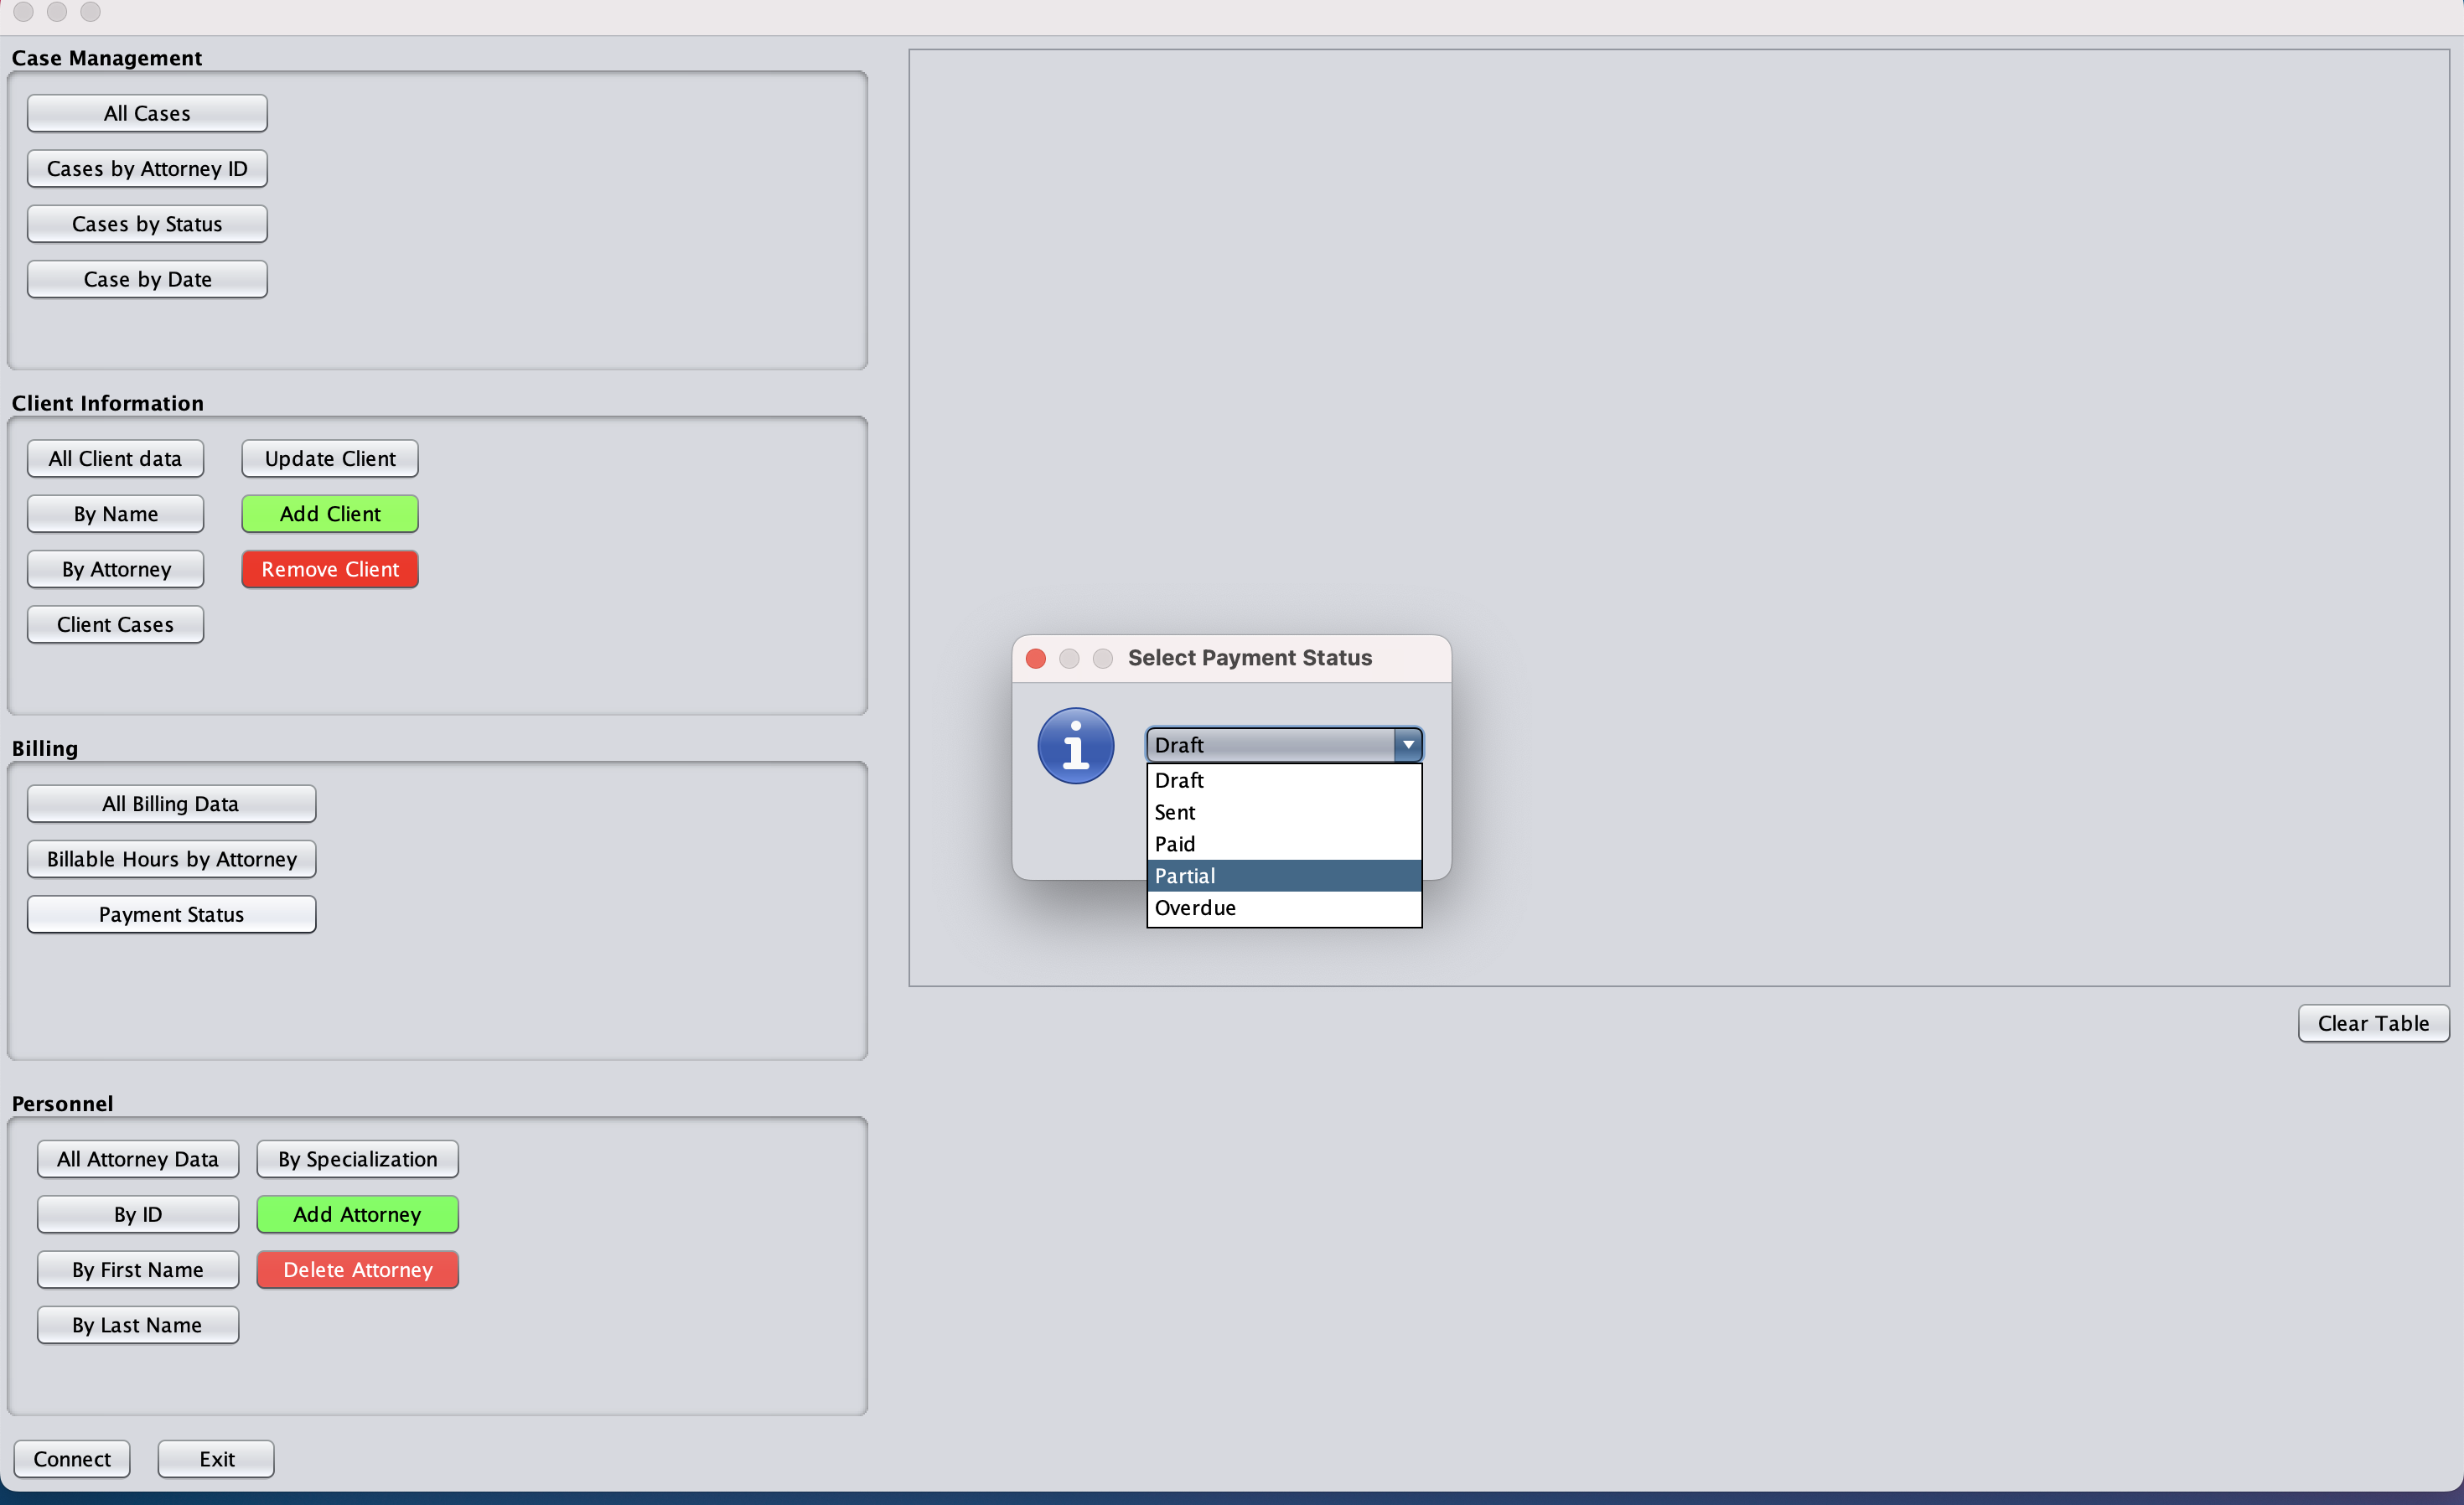 Case Management
All Cases
Cases by Attorney ID
Cases by Status
Case by Date
Client Information
All Client data
Update Client
By Name
Add Client
By Attorney
Remove Client
Client Cases
Billing
All Billing Data
Billable Hours by Attorney
Payment Status
Personnel
All Attorney Data
By Specialization
By ID
Add Attorney
By First Name
Delete Attorney
By Last Name
Connect
Exit
Select Payment Status
Draft
Draft
Sent
Paid
Partial
Overdue
Clear Table